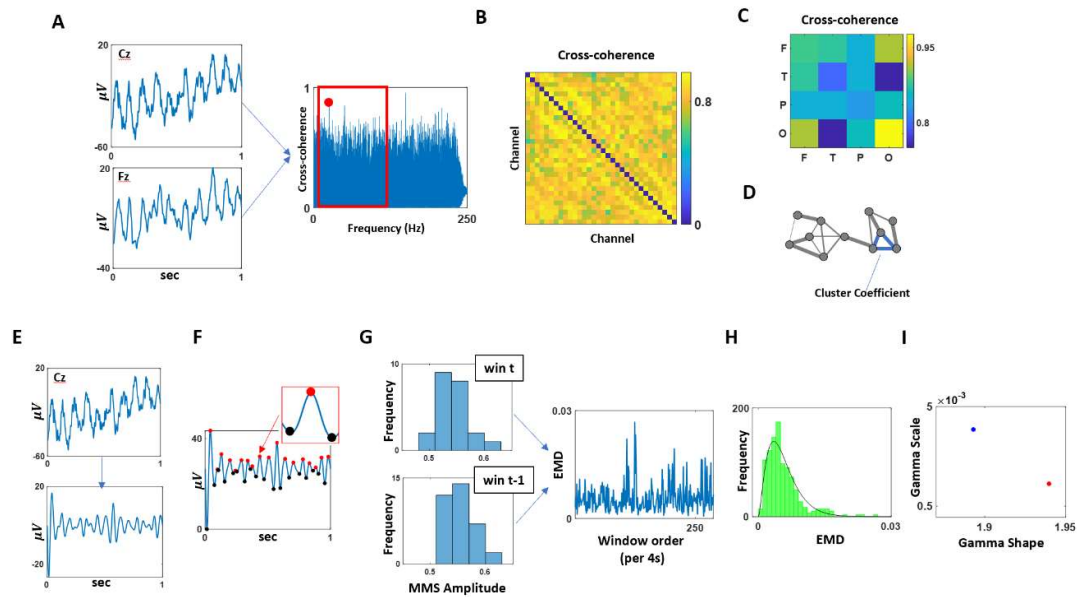 A
20
Cz
μV
-60
0
1
Fz
μV
-40
0
sec
1
1
Cross-coherence
0
0
250
Frequency (Hz)
B
Cross-coherence
Channel
Channel
0.8
0
C
Cross-coherence
F
T
P
O
F T P O
0.95
0.8
D
Cluster Coefficient
E
20
Cz
μV
-60
0
1
20
μV
0
sec
1
F
40
μV
0
0
sec
1
G
10
win t
Frequency
0
0.5
0.6
15
win t-1
Frequency
0
0.5
0.6
MMS Amplitude
0.03
EMD
0
250
Window order
(per 4s)
H
200
Frequency
0
0
0.03
EMD
I
5 ×10⁻³
Gamma Scale
0.5
1.9
1.95
Gamma Shape